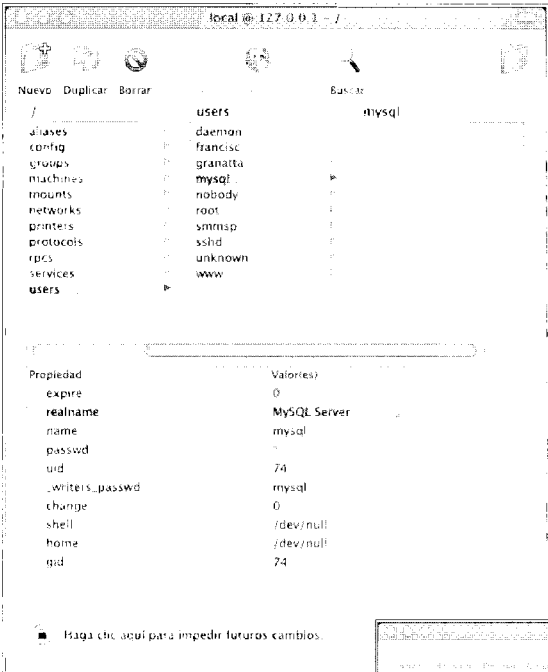 local @ 127.0.0.1 - /
Nuevo Duplicar Borrar Buscar
/ users mysql
aliases daemon
config francisc
groups granatta
machines mysql
mounts nobody
networks root
printers smmsp
protocols sshd
rpcs unknown
services www
users
Propiedad Valor(es)
expire 0
realname MySQL Server
name mysql
passwd *
uid 74
_writers_passwd mysql
change 0
shell /dev/null
home /dev/null
gid 74
Haga clic aquí para impedir futuros cambios.